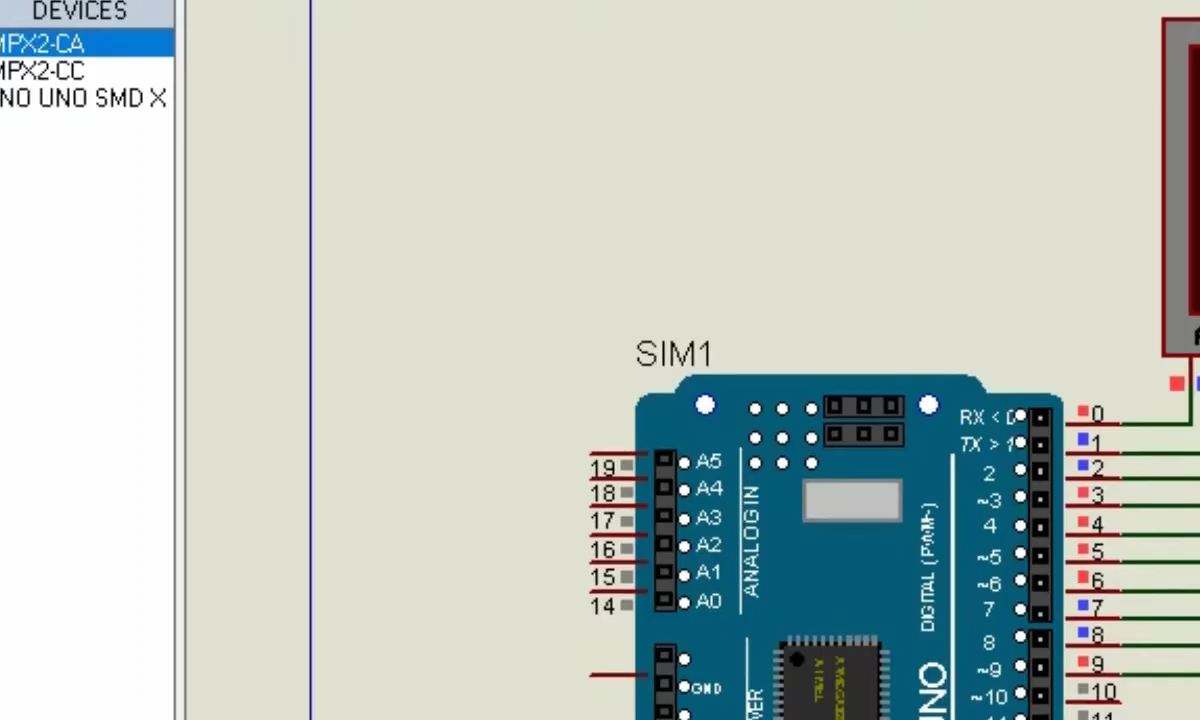 DEVICES
MPX2-CA
MPX2-CC
NO UNO SMD X
SIM1
RX < 0
TX > 1
2
~3
4
~5
~6
7
8
~9
~10
0
1
2
3
4
5
6
7
8
9
10
11
19
18
17
16
15
14
A5
A4
A3
A2
A1
A0
ANALOG IN
DIGITAL (PWM~)
GND
UNO